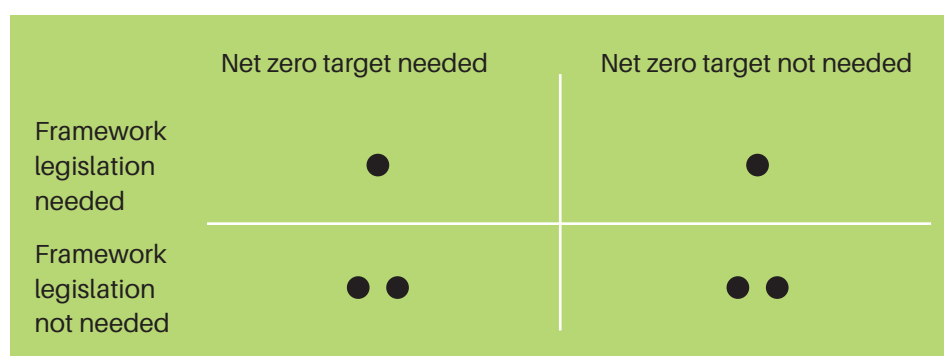 Net zero target needed
Net zero target not needed
Framework
legislation
needed
Framework
legislation
not needed